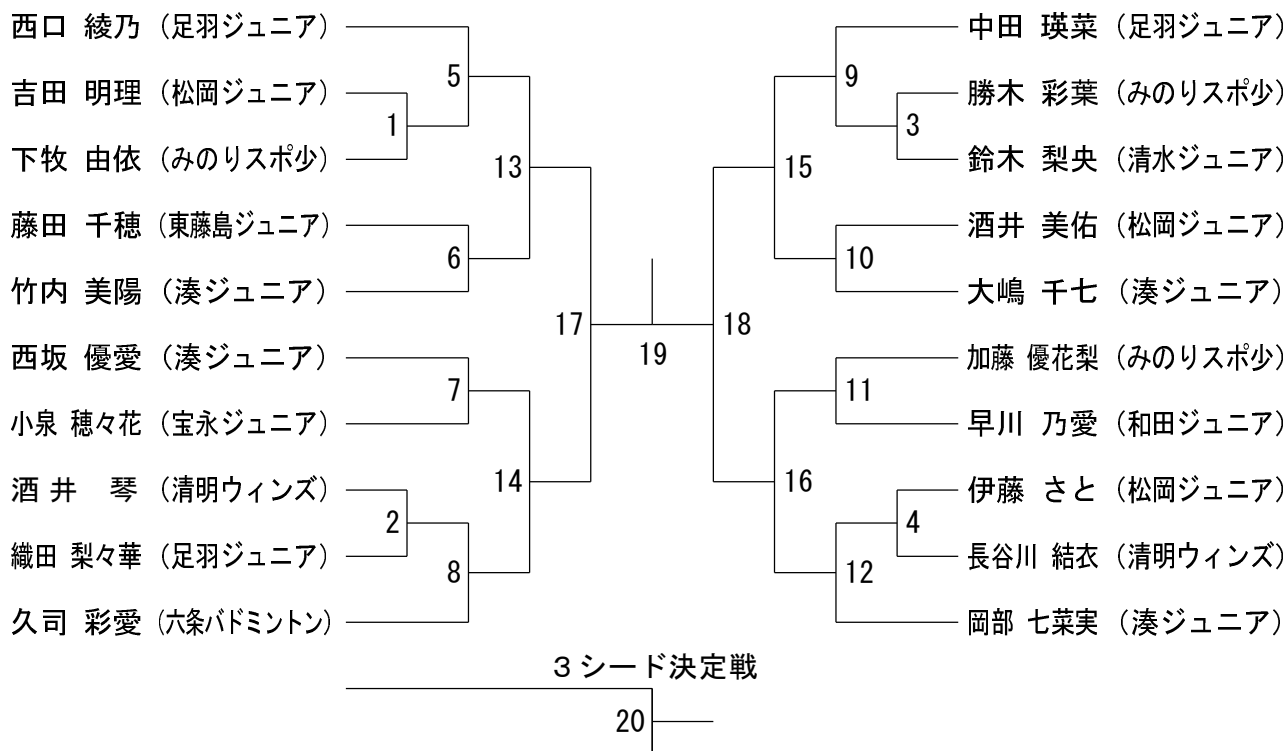 西口 綾乃 (足羽ジュニア)
吉田 明理 (松岡ジュニア)
下牧 由依 (みのりスポ少)
藤田 千穂 (東藤島ジュニア)
竹内 美陽 (湊ジュニア)
西坂 優愛 (湊ジュニア)
小泉 穂々花 (宝永ジュニア)
酒井 琴 (清明ウィンズ)
織田 梨々華 (足羽ジュニア)
久司 彩愛 (六条バドミントン)
5
1
13
6
17
7
14
2
8
19
9
3
15
10
18
11
16
4
12
中田 瑛菜 (足羽ジュニア)
勝木 彩葉 (みのりスポ少)
鈴木 梨央 (清水ジュニア)
酒井 美佑 (松岡ジュニア)
大嶋 千七 (湊ジュニア)
加藤 優花梨 (みのりスポ少)
早川 乃愛 (和田ジュニア)
伊藤 さと (松岡ジュニア)
長谷川 結衣 (清明ウィンズ)
岡部 七菜実 (湊ジュニア)
3シード決定戦
20